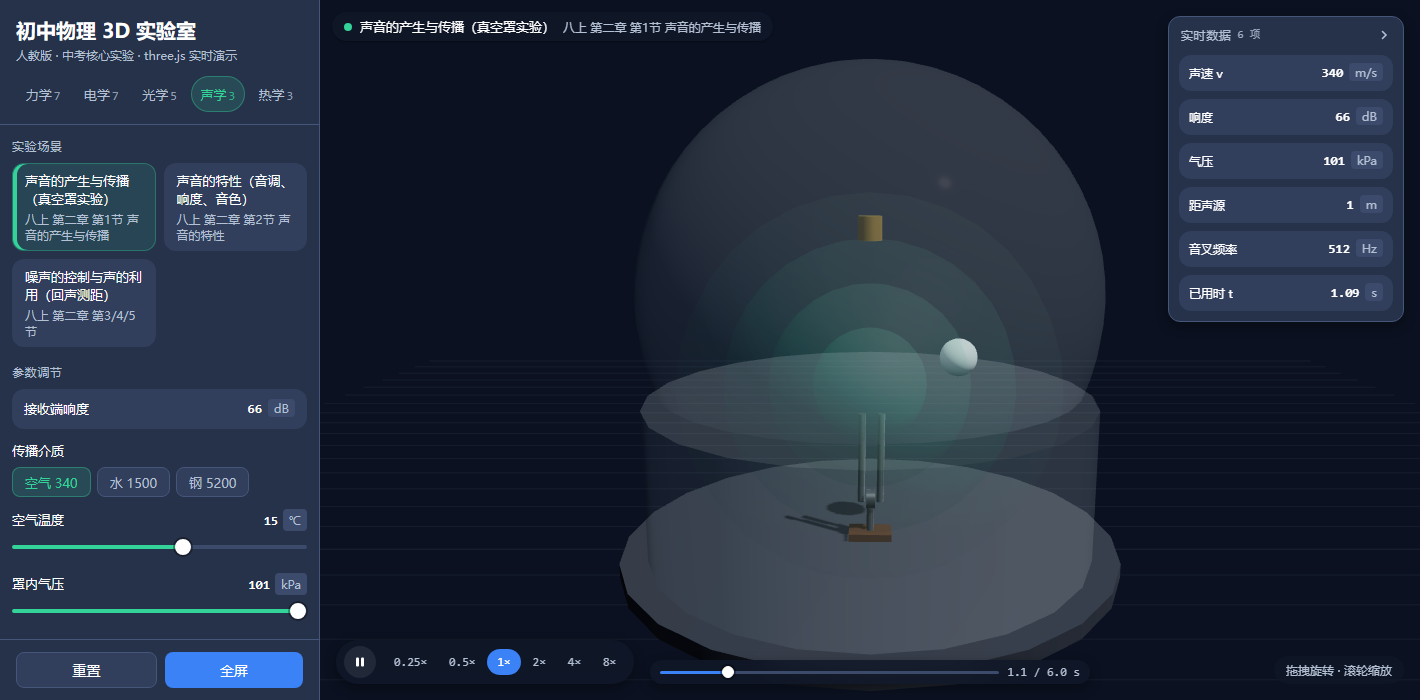 初中物理 3D 实验室
人教版 · 中考核心实验 · three.js 实时演示
力学 7 电学 7 光学 5 声学 3 热学 3
实验场景
声音的产生与传播
（真空罩实验）
八上 第二章 第1节 声
音的产生与传播
声音的特性（音调、
响度、音色）
八上 第二章 第2节 声
音的特性
噪声的控制与声的利
用（回声测距）
八上 第二章 第3/4/5
节
参数调节
接收端响度 66 dB
传播介质
空气 340 水 1500 钢 5200
空气温度 15 ℃
罩内气压 101 kPa
重置 全屏
声音的产生与传播（真空罩实验） 八上 第二章 第1节 声音的产生与传播
实时数据 6 项
声速 v 340 m/s
响度 66 dB
气压 101 kPa
距声源 1 m
音叉频率 512 Hz
已用时 t 1.09 s
0.25× 0.5× 1× 2× 4× 8×
1.1 / 6.0 s
拖拽旋转 · 滚轮缩放